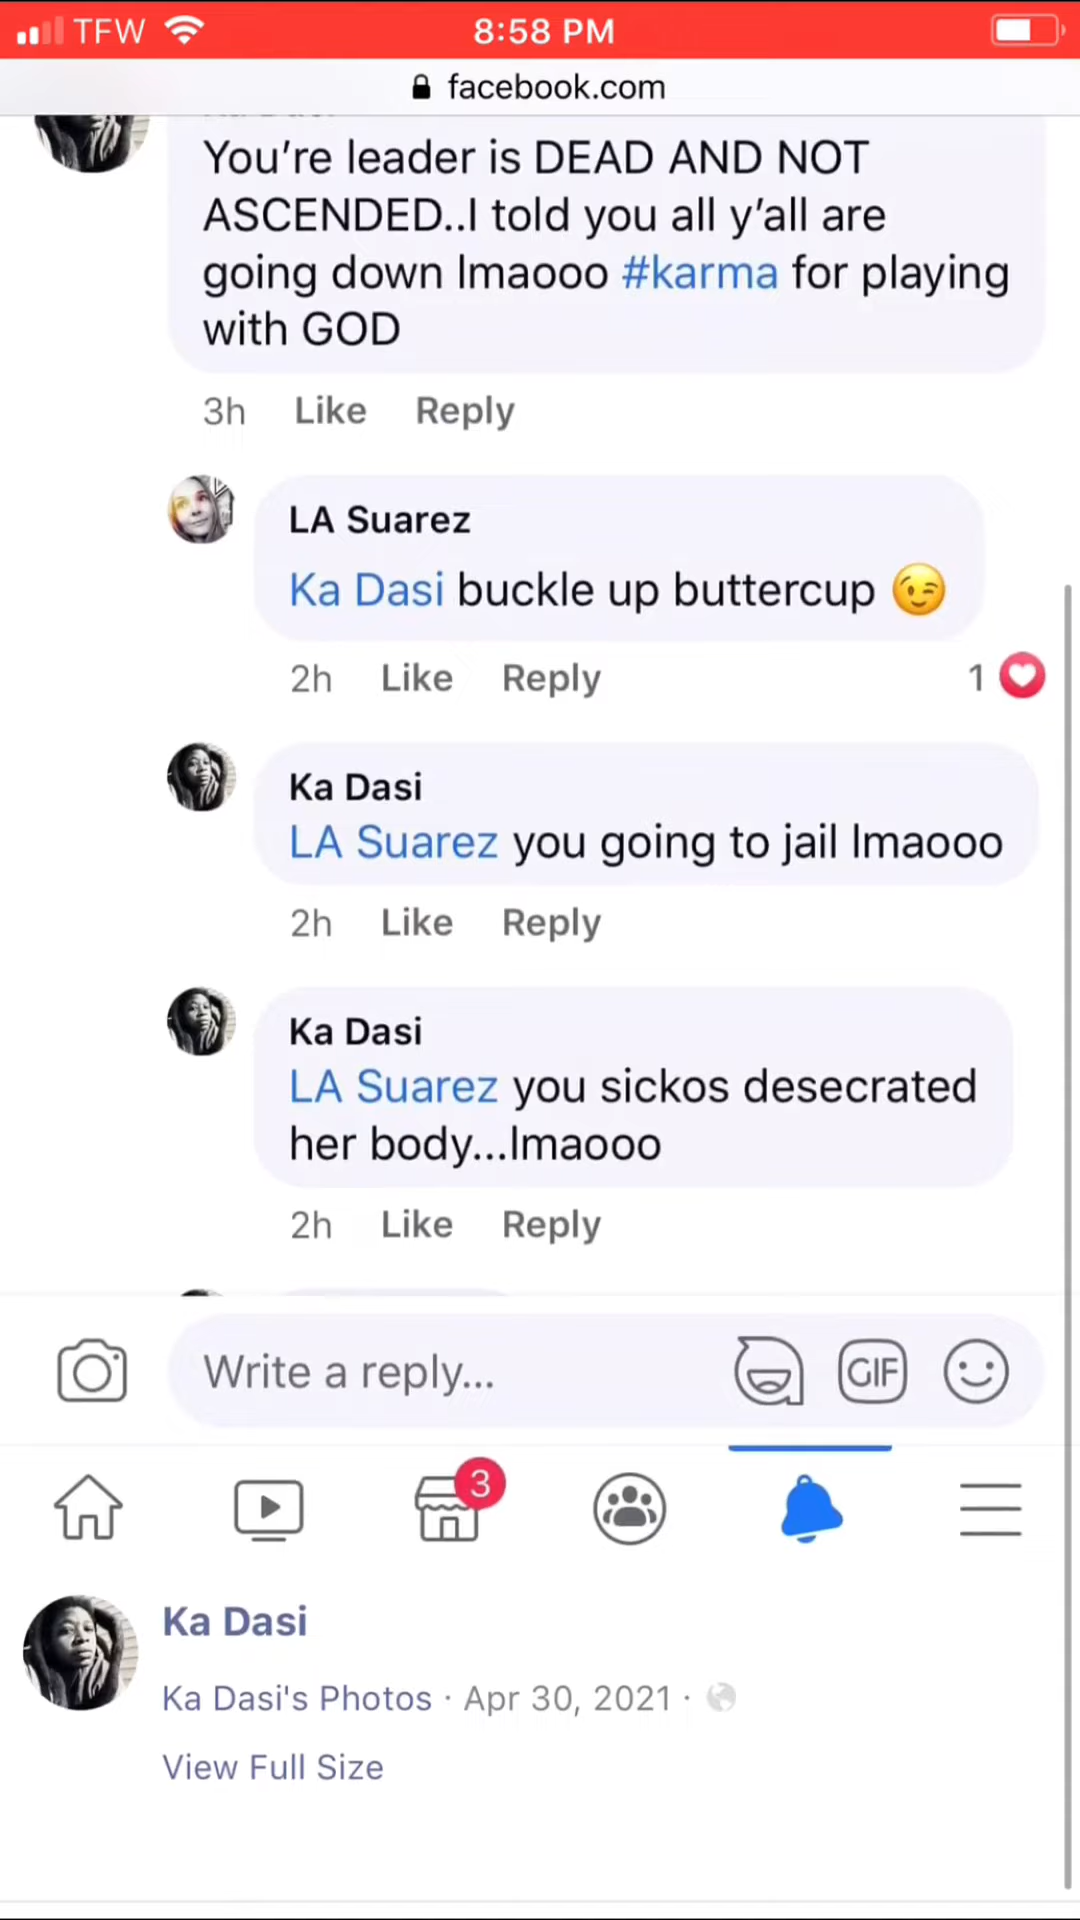 TFW 8:58 PM
facebook.com
You're leader is DEAD AND NOT
ASCENDED..I told you all y'all are
going down lmaooo #karma for playing
with GOD
3h Like Reply
LA Suarez
Ka Dasi buckle up buttercup 😉
2h Like Reply 1
Ka Dasi
LA Suarez you going to jail lmaooo
2h Like Reply
Ka Dasi
LA Suarez you sickos desecrated
her body...lmaooo
2h Like Reply
Write a reply... GIF
3
Ka Dasi
Ka Dasi's Photos · Apr 30, 2021 ·
View Full Size